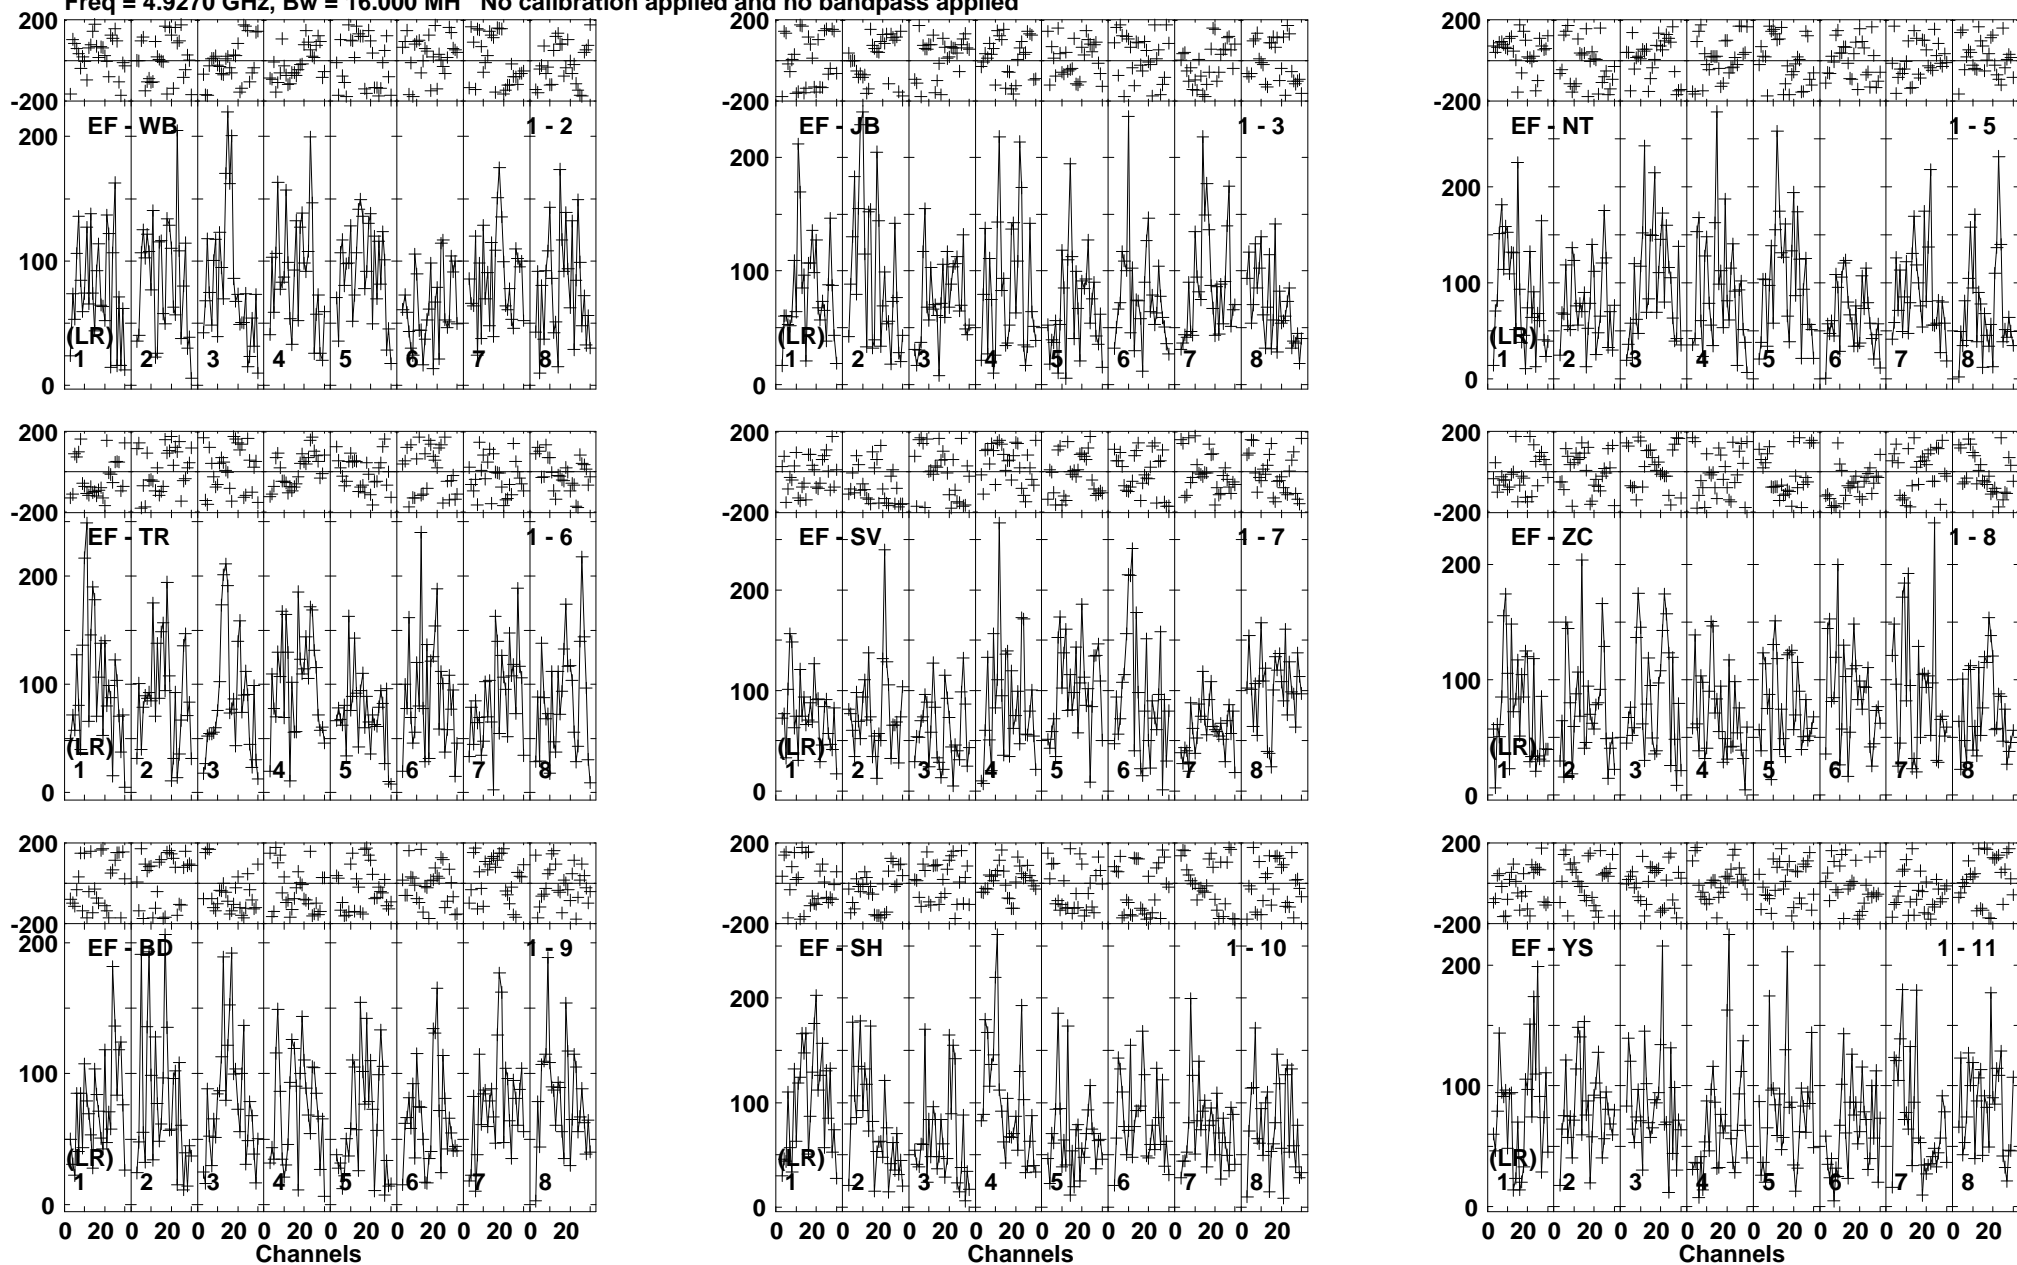 Freq = 4.9270 GHz, Bw = 16.000 MH   No calibration applied and no bandpass applied
200 200 200
-200 -200 -200
EF - WB 1 - 2 EF - JB 1 - 3 EF - NT 1 - 5
200 200 200
100 100 100
(LR) (LR) (LR)
1 2 3 4 5 6 7 8 1 2 3 4 5 6 7 8 1 2 3 4 5 6 7 8
0 0 0
200 200 200
-200 -200 -200
EF - TR 1 - 6 EF - SV 1 - 7 EF - ZC 1 - 8
200 200 200
100 100 100
(LR) (LR) (LR)
1 2 3 4 5 6 7 8 1 2 3 4 5 6 7 8 1 2 3 4 5 6 7 8
0 0 0
200 200 200
-200 -200 -200
EF - BD 1 - 9 EF - SH 1 - 10 EF - YS 1 - 11
200 200 200
100 100 100
(LR) (LR) (LR)
1 2 3 4 5 6 7 8 1 2 3 4 5 6 7 8 1 2 3 4 5 6 7 8
0 0 0
0 20 0 20 0 20 0 20 0 20 0 20 0 20 0 20 0 20 0 20 0 20 0 20 0 20 0 20 0 20 0 20 0 20 0 20 0 20 0 20 0 20 0 20 0 20 0 20
Channels Channels Channels